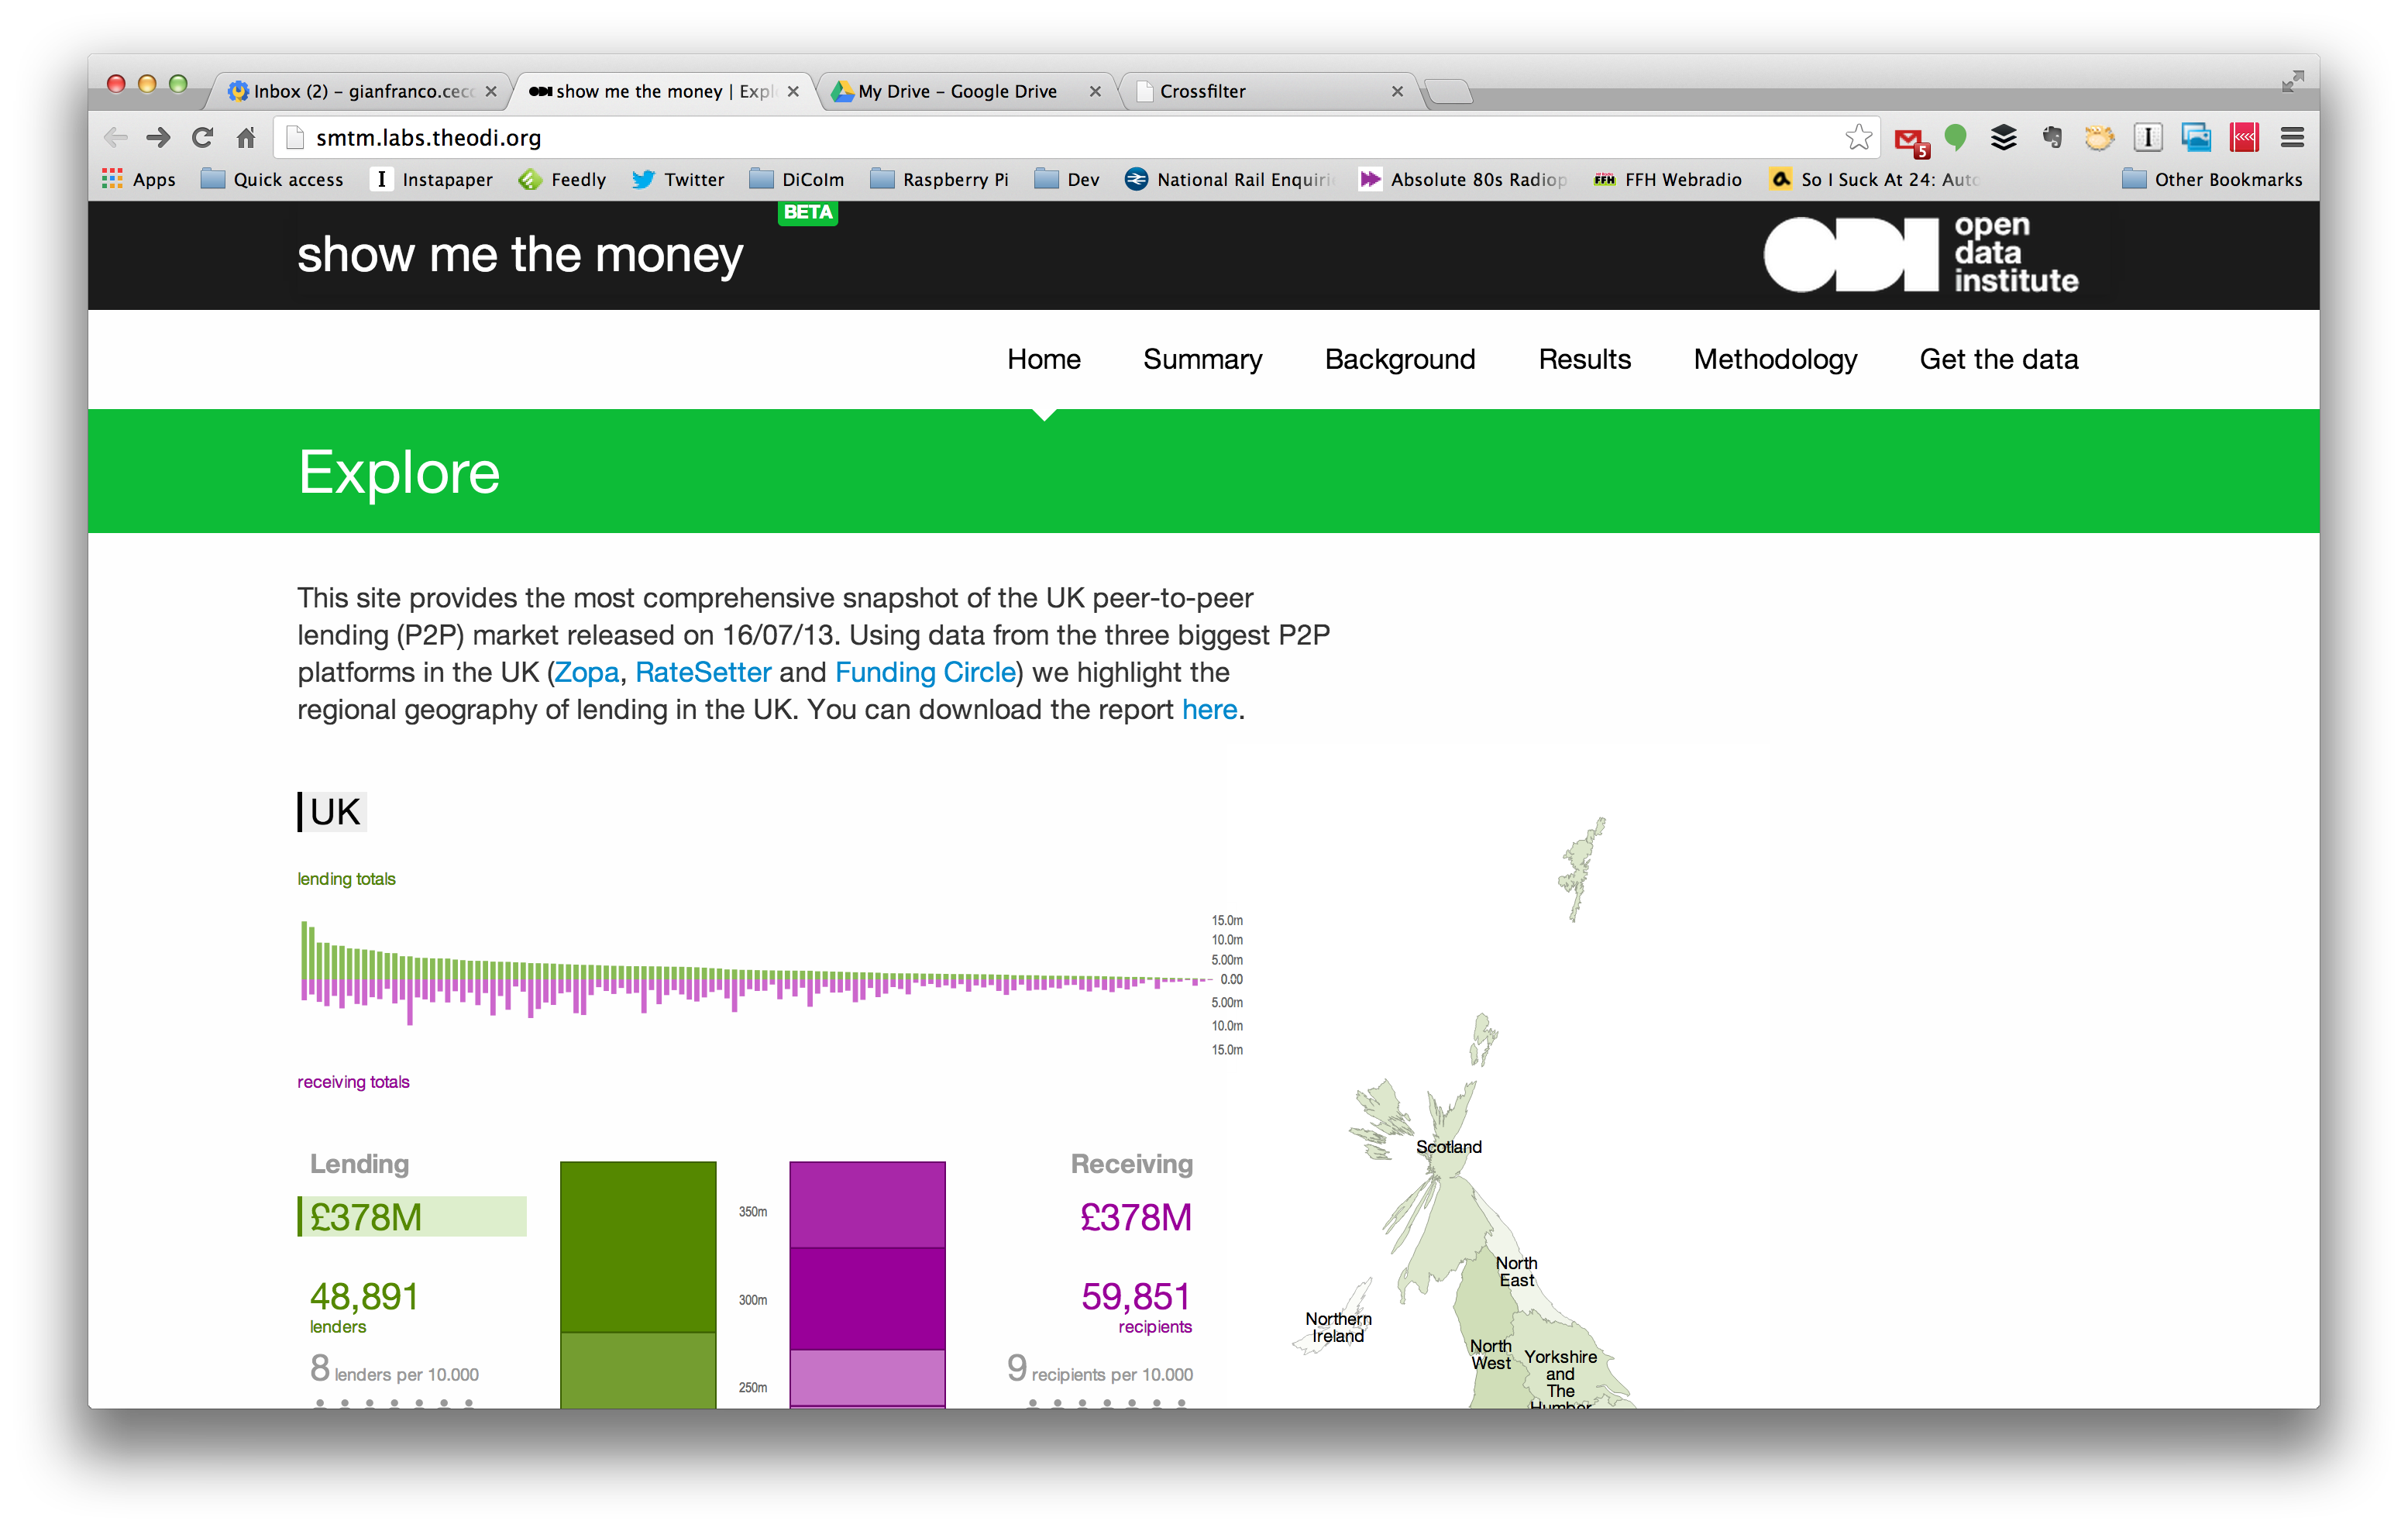 Inbox (2) – gianfranco.cecc
show me the money | Expl
My Drive – Google Drive
Crossfilter
smtm.labs.theodi.org
5
Apps
Quick access
Instapaper
Feedly
Twitter
DiCoIm
Raspberry Pi
Dev
National Rail Enquirie
Absolute 80s Radiop
FFH Webradio
So I Suck At 24: Auto
Other Bookmarks
BETA
show me the money
ODI
open
data
institute
Home
Summary
Background
Results
Methodology
Get the data
Explore
This site provides the most comprehensive snapshot of the UK peer-to-peer
lending (P2P) market released on 16/07/13. Using data from the three biggest P2P
platforms in the UK (Zopa, RateSetter and Funding Circle) we highlight the
regional geography of lending in the UK. You can download the report here.
UK
lending totals
15.0m
10.0m
5.00m
0.00
5.00m
10.0m
15.0m
receiving totals
Lending
£378M
48,891
lenders
8 lenders per 10.000
350m
300m
250m
Receiving
£378M
59,851
recipients
9 recipients per 10.000
Scotland
North
East
Northern
Ireland
North
West
Yorkshire
and
The
Humber